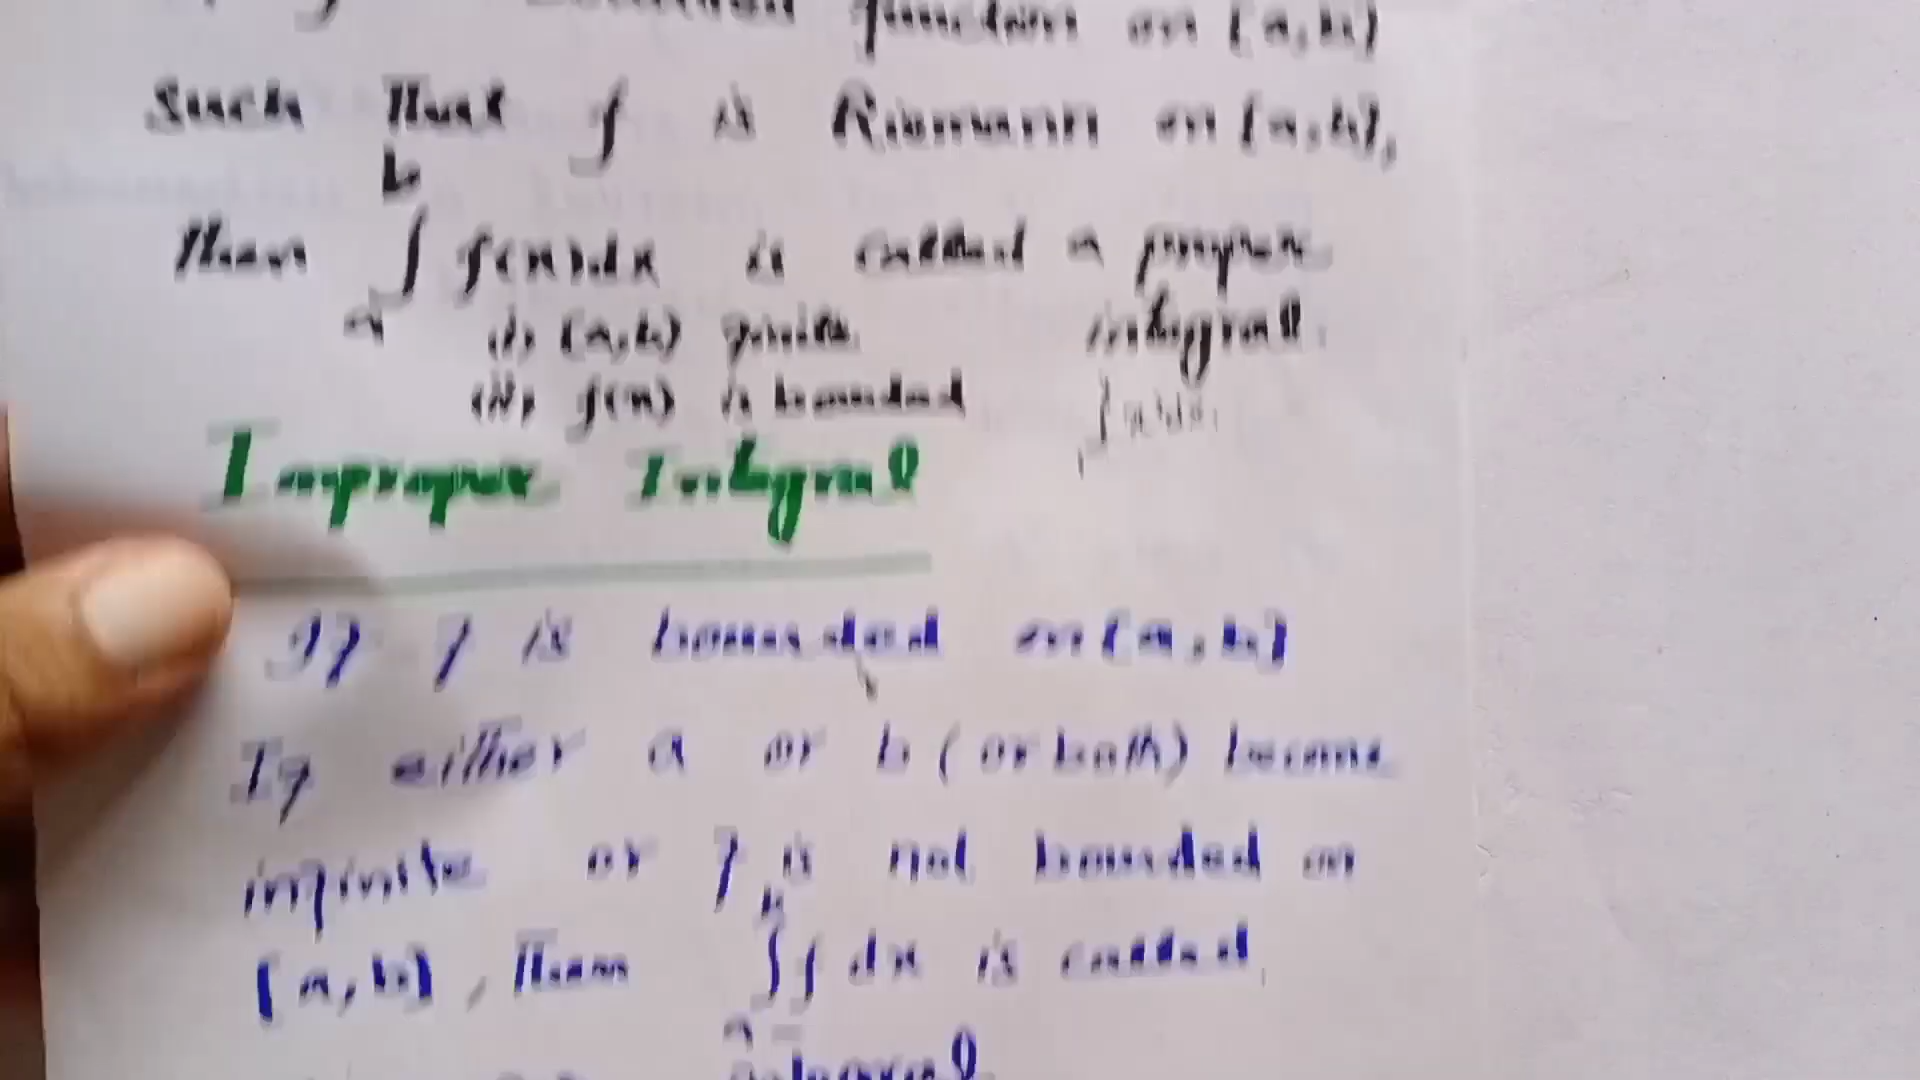 function on [a,b]
Such that f is Riemann on [a,b],
b
then ∫ f(x).dx is called a proper
a (i) [a,b] finite integral.
(ii) f(x) is bounded
Improper Integral
If f is bounded on [a, b]
If either a or b (or both) become
infinite or f is not bounded on
b
[a, b], then ∫ f dx is called
a
integral